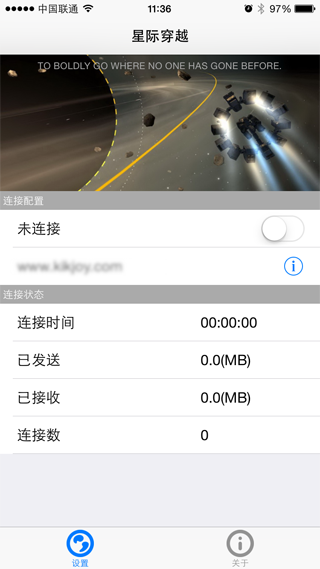 中国联通 11:36 97%
星际穿越
TO BOLDLY GO WHERE NO ONE HAS GONE BEFORE.
连接配置
未连接
www.kikjoy.com
连接状态
连接时间 00:00:00
已发送 0.0(MB)
已接收 0.0(MB)
连接数 0
设置 关于